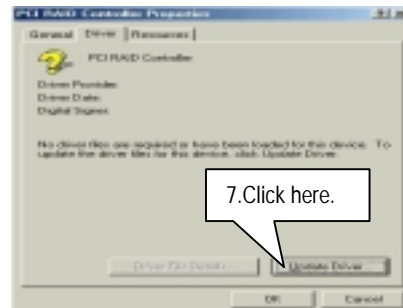 PCI RAID Controller Properties
General Driver Resources
PCI RAID Controller
Driver Provider:
Driver Date:
Digital Signer:
No driver files are required or have been loaded for this device. To
update the driver files for this device, click Update Driver.
7.Click here.
Driver File Details Update Driver...
OK Cancel